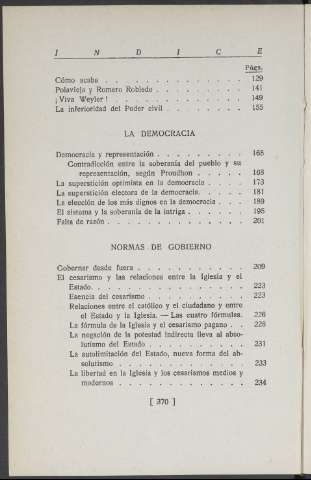 I N D I C E
Págs.
Cómo acaba . . . . . . . . . . . . . 129
Polavieja y Romero Robledo . . . . . . . . 141
¡Viva Weyler! . . . . . . . . . . . . . 149
La inferioridad del Poder civil . . . . . . . 155
LA DEMOCRACIA
Democracia y representación . . . . . . . . 165
Contradicción entre la soberanía del pueblo y su
representación, según Proudhon . . . . . 168
La superstición optimista en la democracia . . . . 173
La superstición electora de la democracia. . . . . 181
La elección de los más dignos en la democracia . . . 189
El sistema y la soberanía de la intriga . . . . . . 195
Falta de razón . . . . . . . . . . . . . 201
NORMAS DE GOBIERNO
Gobernar desde fuera . . . . . . . . . . 209
El cesarismo y las relaciones entre la Iglesia y el
Estado. . . . . . . . . . . . . . 223
Esencia del cesarismo . . . . . . . . . 223
Relaciones entre el católico y el ciudadano y entre
el Estado y la Iglesia. — Las cuatro fórmulas. 226
La fórmula de la Iglesia y el cesarismo pagano . . 228
La negación de la potestad indirecta lleva al abso-
lutismo del Estado . . . . . . . . . . 231
La autolimitación del Estado, nueva forma del ab-
solutismo . . . . . . . . . . . . . 233
La libertad en la Iglesia y los cesarismos medios y
modernos . . . . . . . . . . . . 234
[ 370 ]